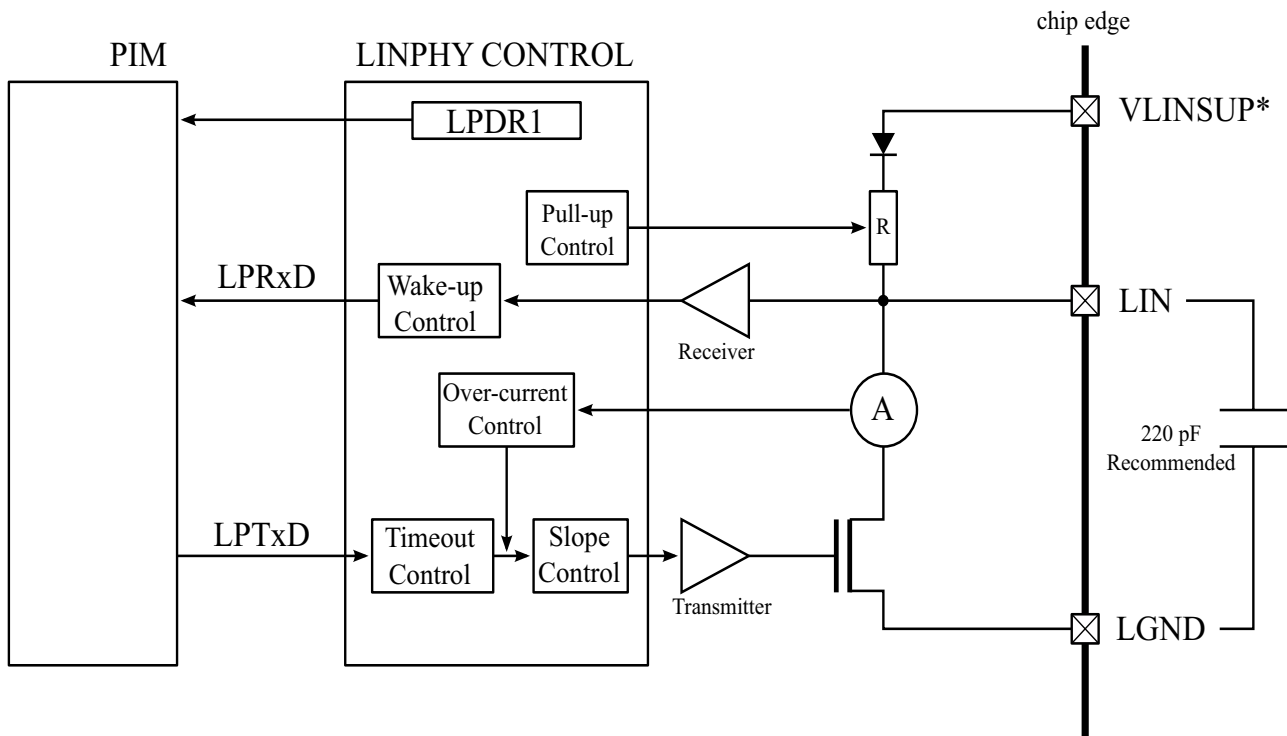 chip edge
PIM
LINPHY CONTROL
VLINSUP*
LPDR1
Pull-up
Control
R
LPRxD
Wake-up
Control
Receiver
LIN
Over-current
Control
A
220 pF
Recommended
LPTxD
Timeout
Control
Slope
Control
Transmitter
LGND